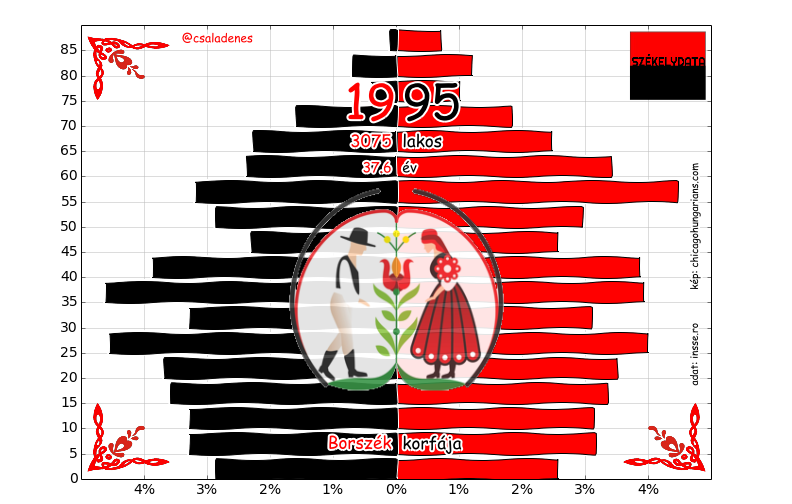 @csaladenes
SZÉKELYDATA
1995
3075 lakos
37.6 év
kép: chicagohungarians.com
adat: insse.ro
Borszék korfája
85
80
75
70
65
60
55
50
45
40
35
30
25
20
15
10
5
0
4% 3% 2% 1% 0% 1% 2% 3% 4%